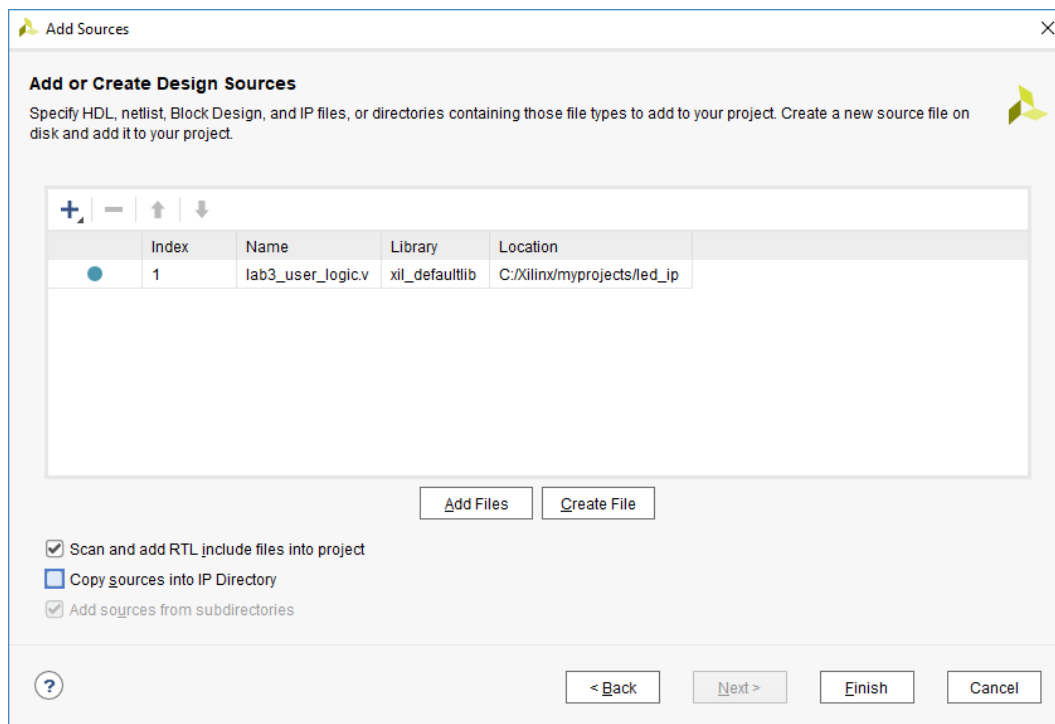 Add Sources
Add or Create Design Sources
Specify HDL, netlist, Block Design, and IP files, or directories containing those file types to add to your project. Create a new source file on
disk and add it to your project.
Index Name Library Location
1 lab3_user_logic.v xil_defaultlib C:/Xilinx/myprojects/led_ip
Add Files Create File
Scan and add RTL include files into project
Copy sources into IP Directory
Add sources from subdirectories
? < Back Next > Finish Cancel